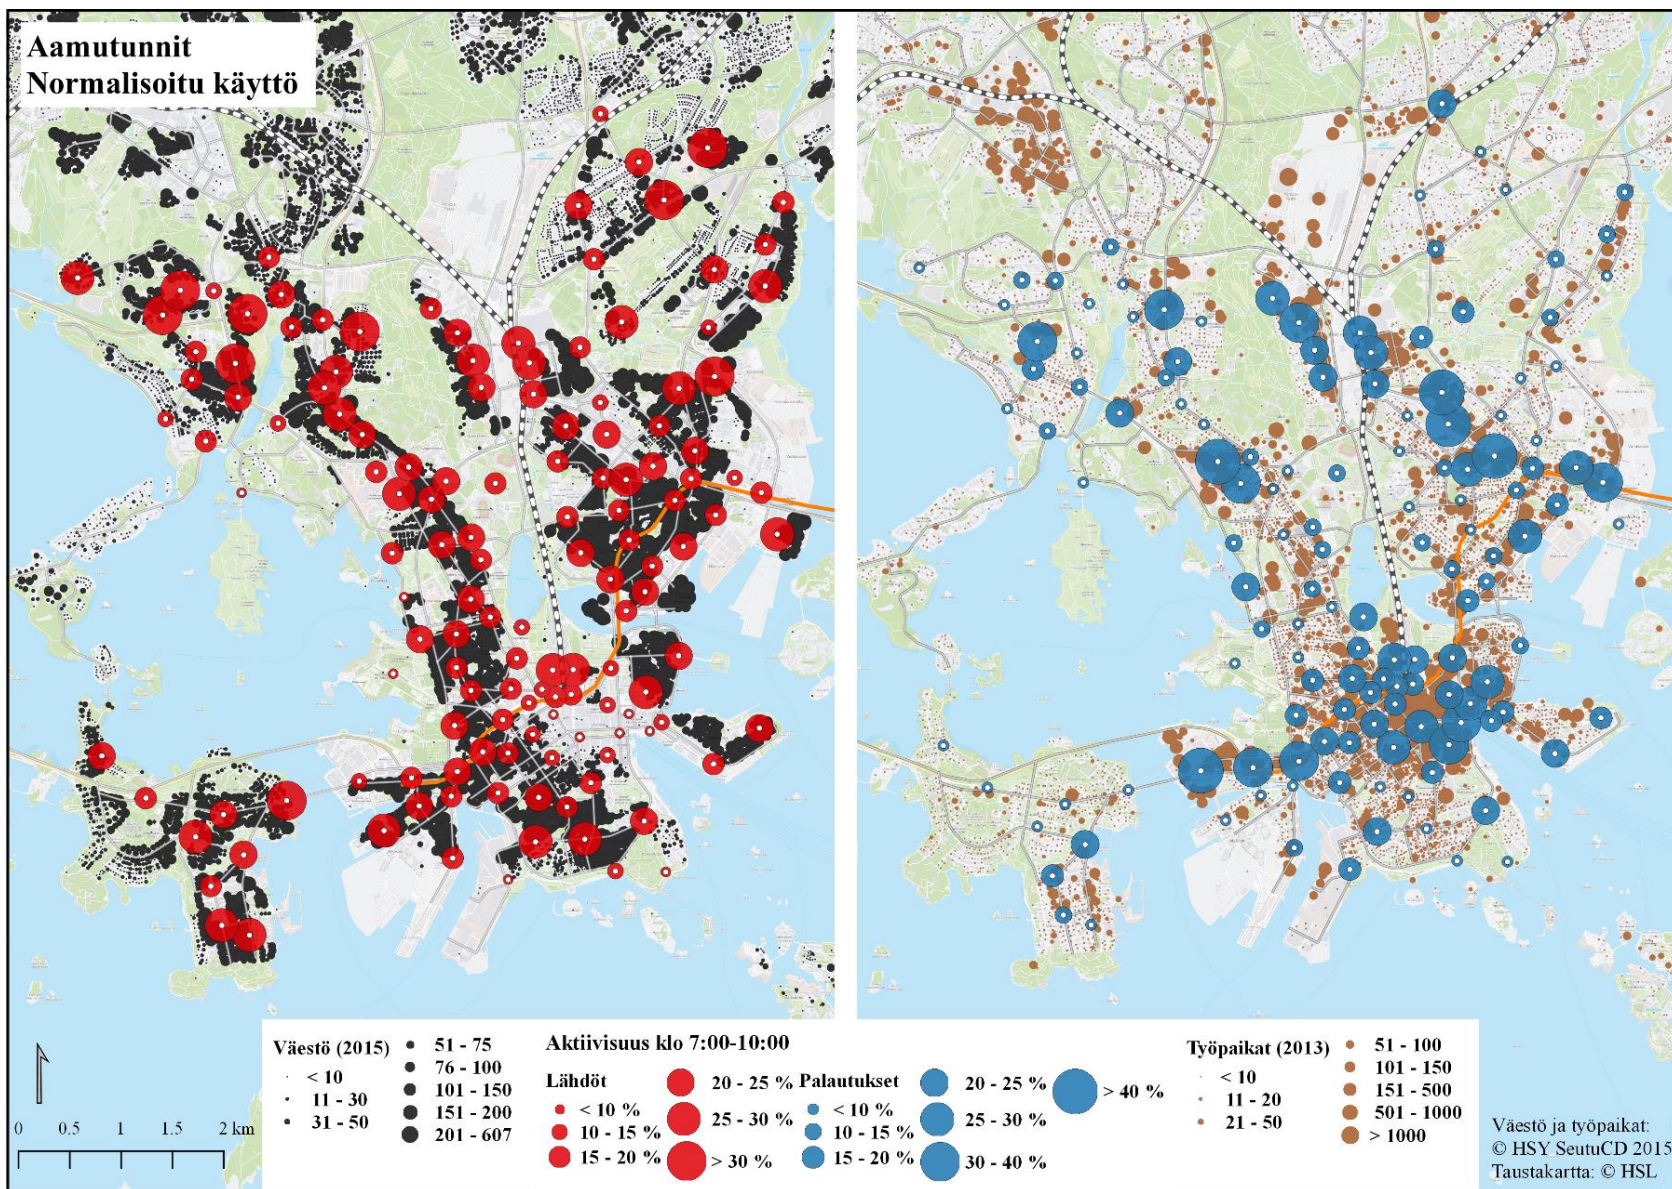 Aamutunnit
Normalisoitu käyttö
0 0.5 1 2 km
Väestö (2015)
< 10
11 - 30
31 - 50
51 - 75
76 - 100
101 - 150
151 - 200
201 - 607
Aktiivisuus klo 7:00-10:00
Lähdöt
< 10 %
10 - 15 %
15 - 20 %
20 - 25 %
25 - 30 %
> 30 %
Palautukset
< 10 %
10 - 15 %
15 - 20 %
20 - 25 %
25 - 30 %
30 - 40 %
> 40 %
Työpaikat (2013)
< 10
11 - 20
21 - 50
51 - 100
101 - 150
151 - 500
501 - 1000
> 1000
Väestö ja työpaikat:
© HSY SeutuCD 2015
Taustakartta: © HSL